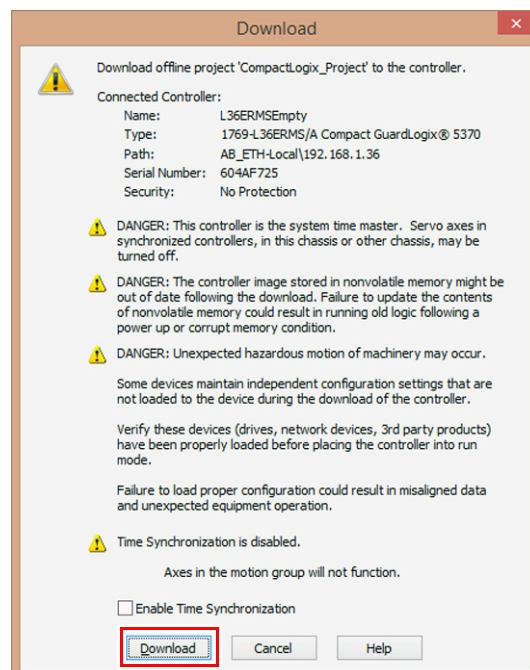 Download
Download offline project 'CompactLogix_Project' to the controller.
Connected Controller:
Name: L36ERMSEmpty
Type: 1769-L36ERMS/A Compact GuardLogix® 5370
Path: AB_ETH-Local\192.168.1.36
Serial Number: 604AF725
Security: No Protection
DANGER: This controller is the system time master. Servo axes in
synchronized controllers, in this chassis or other chassis, may be
turned off.
DANGER: The controller image stored in nonvolatile memory might be
out of date following the download. Failure to update the contents
of nonvolatile memory could result in running old logic following a
power up or corrupt memory condition.
DANGER: Unexpected hazardous motion of machinery may occur.
Some devices maintain independent configuration settings that are
not loaded to the device during the download of the controller.
Verify these devices (drives, network devices, 3rd party products)
have been properly loaded before placing the controller into run
mode.
Failure to load proper configuration could result in misaligned data
and unexpected equipment operation.
Time Synchronization is disabled.
Axes in the motion group will not function.
Enable Time Synchronization
Download Cancel Help